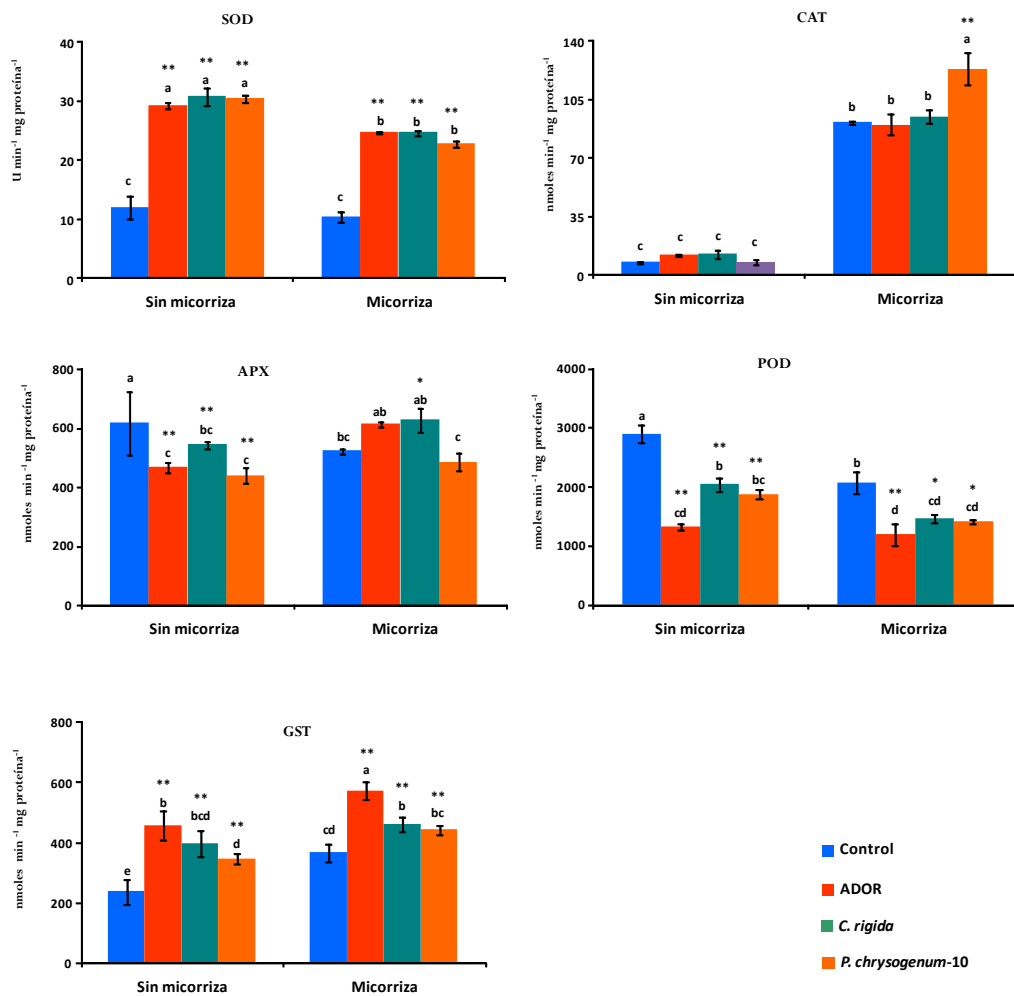 SOD
U min-1 mg proteína-1
40
30
20
10
0
** ** **
a a a
c
** ** **
b b b
c
Sin micorriza Micorriza
CAT
nmoles min-1 mg proteína-1
140
105
70
35
0
c c c c
**
b b b a
Sin micorriza Micorriza
APX
nmoles min -1 mg proteína-1
800
600
400
200
0
** ** **
a c bc c
*
bc ab ab c
Sin micorriza Micorriza
POD
nmoles min-1 mg proteína-1
4000
3000
2000
1000
0
** ** **
a cd b bc
** * *
b d cd cd
Sin micorriza Micorriza
GST
nmoles min -1 mg proteína-1
800
600
400
200
0
** ** **
e b bcd d
** ** **
cd a b bc
Sin micorriza Micorriza
Control
ADOR
C. rigida
P. chrysogenum-10